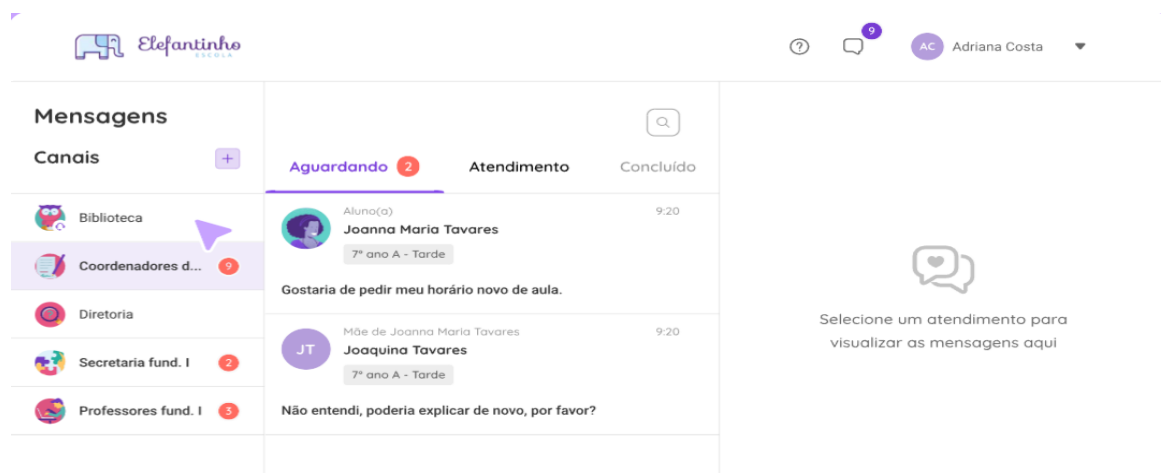 Elefantinho
ESCOLA
9
AC
Adriana Costa
Mensagens
Canais
Biblioteca
Coordenadores d... 9
Diretoria
Secretaria fund. I 2
Professores fund. I 3
Aguardando 2
Atendimento
Concluído
Aluno(a) 9:20
Joanna Maria Tavares
7° ano A - Tarde
Gostaria de pedir meu horário novo de aula.
Mãe de Joanna Maria Tavares 9:20
JT
Joaquina Tavares
7° ano A - Tarde
Não entendi, poderia explicar de novo, por favor?
Selecione um atendimento para
visualizar as mensagens aqui